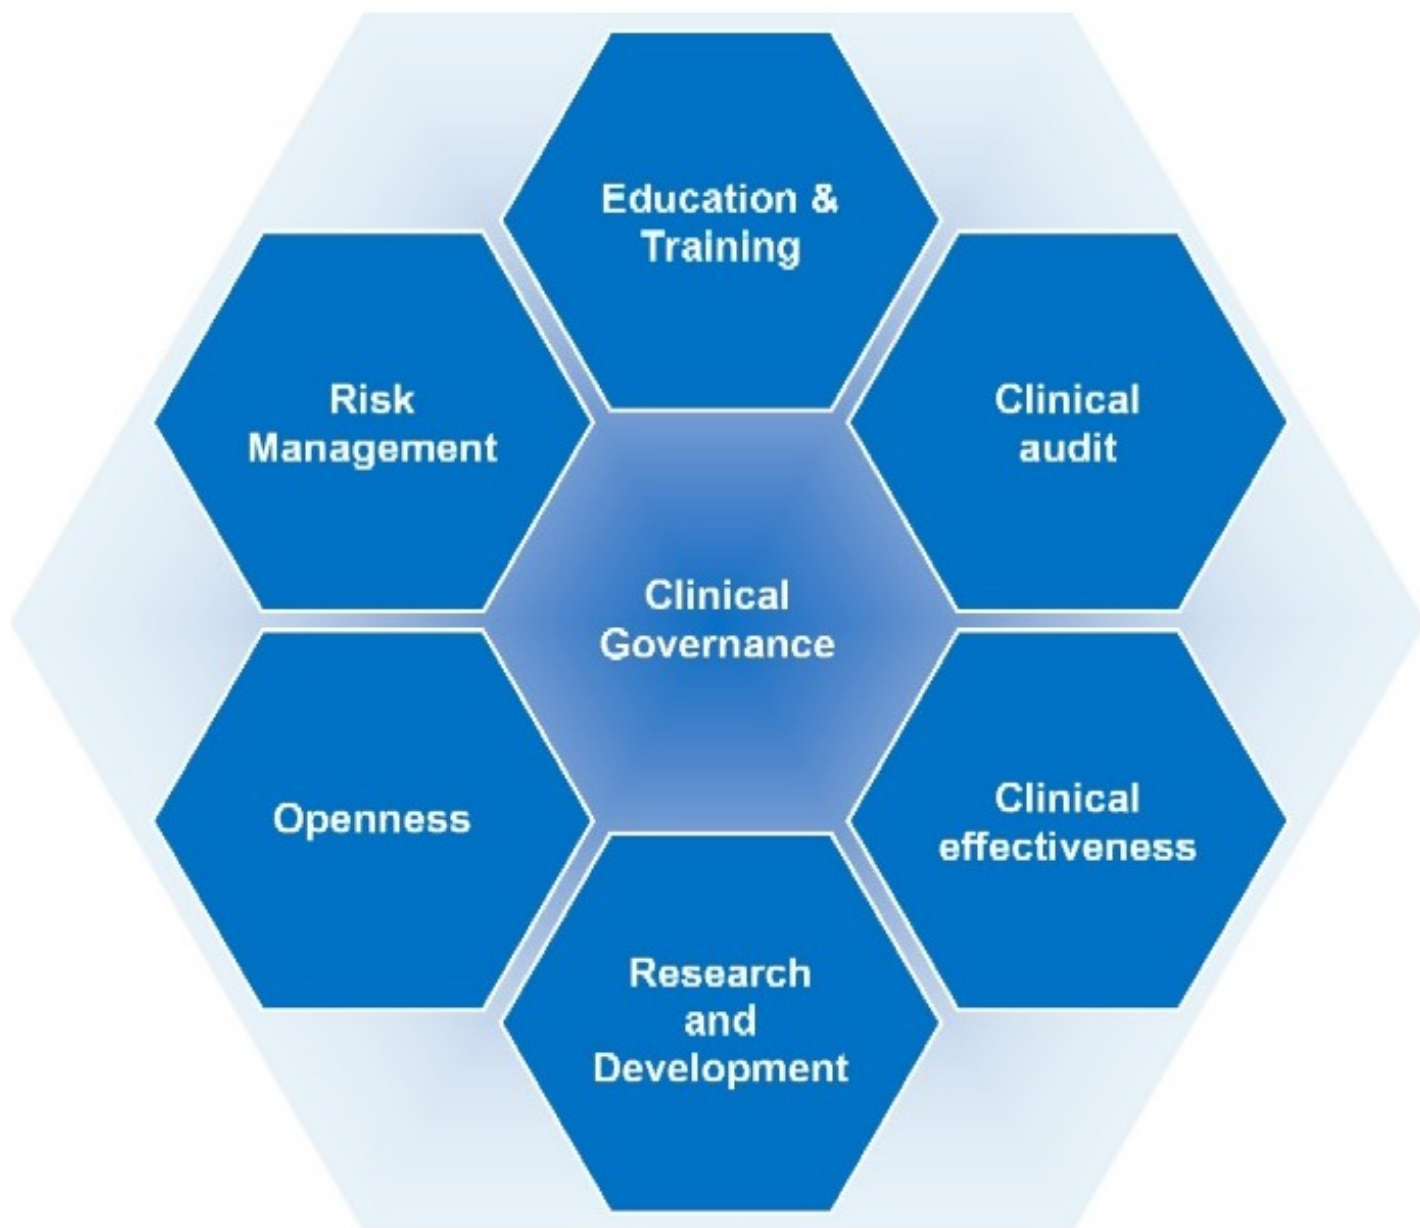 Education &
Training
Risk
Management
Clinical
audit
Clinical
Governance
Openness
Clinical
effectiveness
Research
and
Development